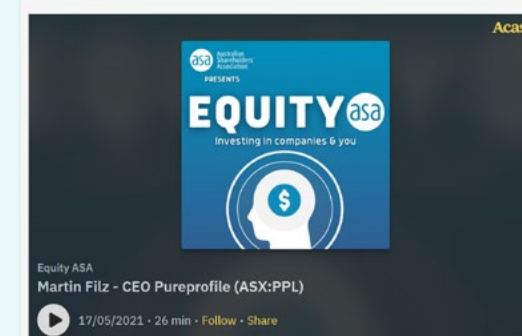 Acas
asa Australian
Shareholders'
Association
PRESENTS
EQUITY asa
Investing in companies & you
$
Equity ASA
Martin Filz - CEO Pureprofile (ASX:PPL)
17/05/2021 • 26 min • Follow • Share